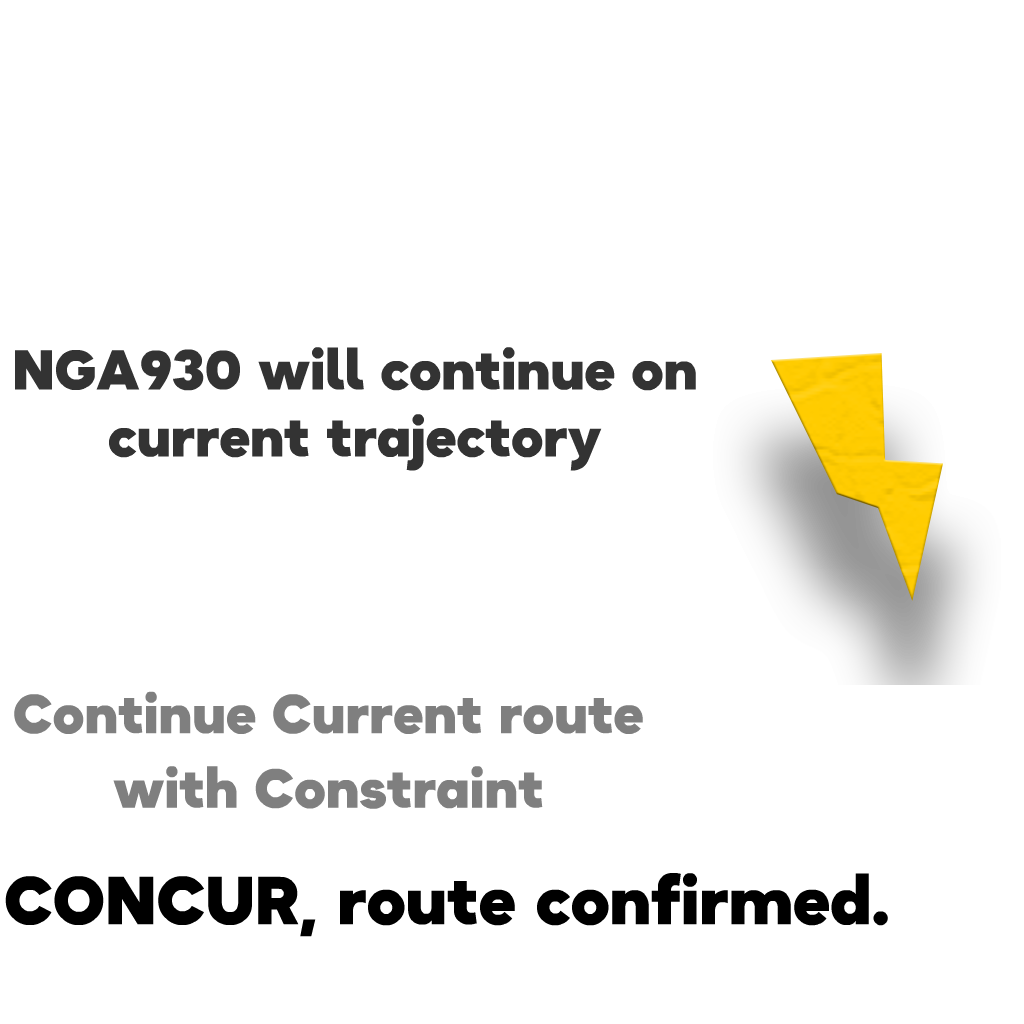 NGA930 will continue on
current trajectory
Continue Current route
with Constraint
CONCUR, route confirmed.